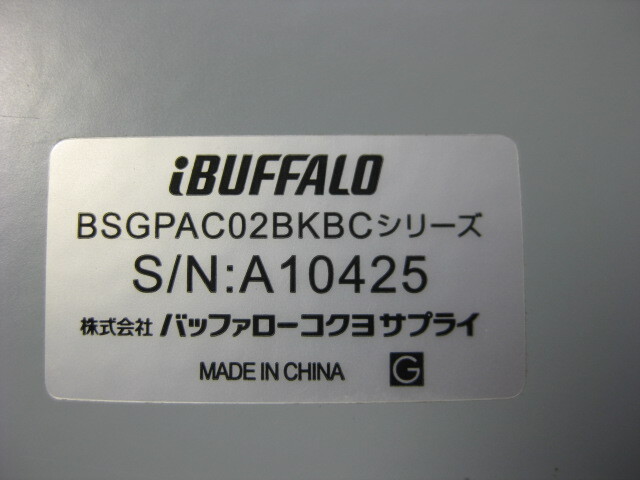 iBUFFALO
BSGPAC02BKBCシリーズ
S/N:A10425
株式会社 バッファローコクヨサプライ
MADE IN CHINA G